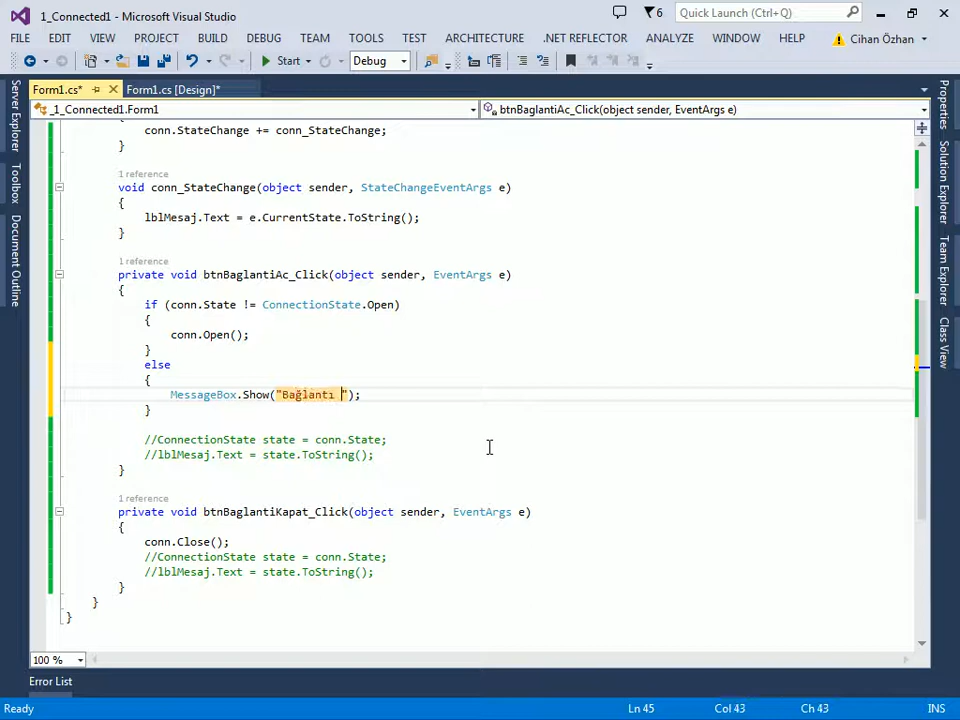 1_Connected1 - Microsoft Visual Studio
6
Quick Launch (Ctrl+Q)
FILE EDIT VIEW PROJECT BUILD DEBUG TEAM TOOLS TEST ARCHITECTURE .NET REFLECTOR ANALYZE WINDOW HELP Cihan Özhan
Start Debug
Form1.cs* Form1.cs [Design]*
_1_Connected1.Form1 btnBaglantiAc_Click(object sender, EventArgs e)
Server Explorer
Toolbox
Document Outline
Properties
Solution Explorer
Team Explorer
Class View
{
conn.StateChange += conn_StateChange;
}
1 reference
void conn_StateChange(object sender, StateChangeEventArgs e)
{
lblMesaj.Text = e.CurrentState.ToString();
}
1 reference
private void btnBaglantiAc_Click(object sender, EventArgs e)
{
if (conn.State != ConnectionState.Open)
{
conn.Open();
}
else
{
MessageBox.Show("Bağlantı ");
}
//ConnectionState state = conn.State;
//lblMesaj.Text = state.ToString();
}
1 reference
private void btnBaglantiKapat_Click(object sender, EventArgs e)
{
conn.Close();
//ConnectionState state = conn.State;
//lblMesaj.Text = state.ToString();
}
}
}
100 %
Error List
Ready Ln 45 Col 43 Ch 43 INS